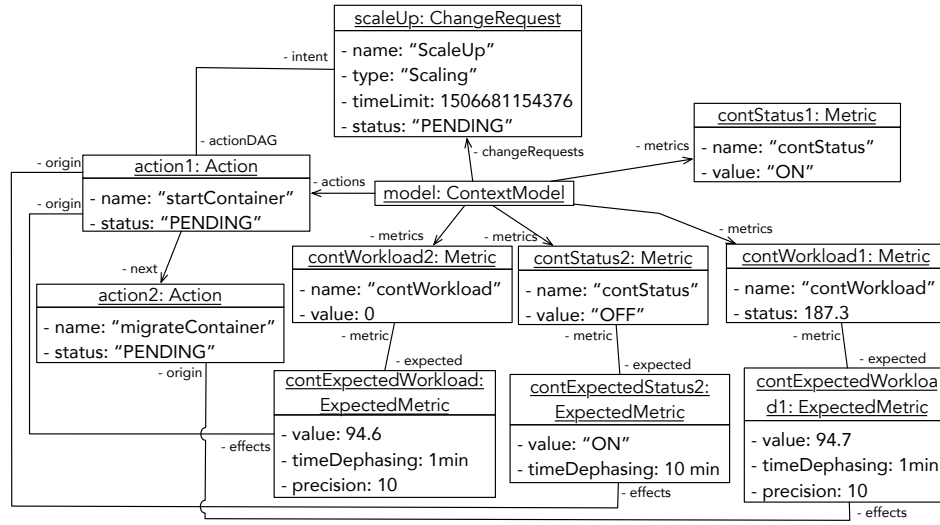 scaleUp: ChangeRequest
- name: “ScaleUp”
- type: “Scaling”
- timeLimit: 1506681154376
- status: “PENDING”
- intent
- actionDAG
- changeRequests
- metrics
contStatus1: Metric
- name: “contStatus”
- value: “ON”
- origin
- origin
action1: Action
- name: “startContainer”
- status: “PENDING”
- actions
model: ContextModel
- next
- metrics
- metrics
- metrics
action2: Action
- name: “migrateContainer”
- status: “PENDING”
- origin
contWorkload2: Metric
- name: “contWorkload”
- value: 0
contStatus2: Metric
- name: “contStatus”
- value: “OFF”
contWorkload1: Metric
- name: “contWorkload”
- status: 187.3
- metric
- expected
- metric
- expected
- metric
- expected
contExpectedWorkload:
ExpectedMetric
- value: 94.6
- timeDephasing: 1min
- precision: 10
- effects
contExpectedStatus2:
ExpectedMetric
- value: “ON”
- timeDephasing: 10 min
- effects
contExpectedWorkloa
d1: ExpectedMetric
- value: 94.7
- timeDephasing: 1min
- precision: 10
- effects